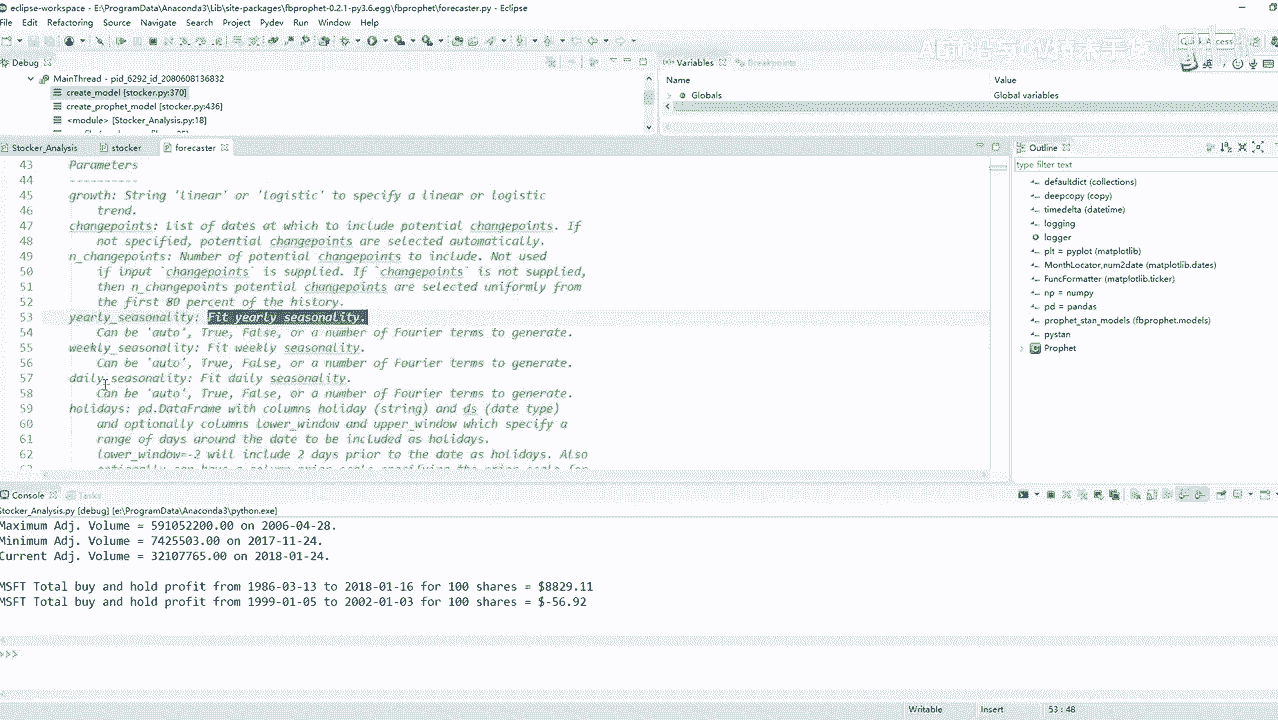 eclipse-workspace - E:\ProgramData\Anaconda3\Lib\site-packages\fbprophet-0.2.1-py3.6.egg\fbprophet\forecaster.py - Eclipse
File Edit Refactoring Source Navigate Search Project Pydev Run Window Help
Debug
Variables Breakpoints
MainThread - pid_6292_id_2080608136832
create_model [stocker.py:370]
create_prophet_model [stocker.py:436]
<module> [Stocker_Analysis.py:18]
Name Value
Globals Global variables
Stocker_Analysis stocker forecaster
43 Parameters
44 ----------
45 growth: String 'linear' or 'logistic' to specify a linear or logistic
46 trend.
47 changepoints: List of dates at which to include potential changepoints. If
48 not specified, potential changepoints are selected automatically.
49 n_changepoints: Number of potential changepoints to include. Not used
50 if input `changepoints` is supplied. If `changepoints` is not supplied,
51 then n_changepoints potential changepoints are selected uniformly from
52 the first 80 percent of the history.
53 yearly_seasonality: Fit yearly seasonality.
54 Can be 'auto', True, False, or a number of Fourier terms to generate.
55 weekly_seasonality: Fit weekly seasonality.
56 Can be 'auto', True, False, or a number of Fourier terms to generate.
57 daily_seasonality: Fit daily seasonality.
58 Can be 'auto', True, False, or a number of Fourier terms to generate.
59 holidays: pd.DataFrame with columns holiday (string) and ds (date type)
60 and optionally columns lower_window and upper_window which specify a
61 range of days around the date to be included as holidays.
62 lower_window=-2 will include 2 days prior to the date as holidays. Also
Outline
type filter text
defaultdict (collections)
deepcopy (copy)
timedelta (datetime)
logging
logger
plt = pyplot (matplotlib)
MonthLocator,num2date (matplotlib.dates)
FuncFormatter (matplotlib.ticker)
np = numpy
pd = pandas
prophet_stan_models (fbprophet.models)
pystan
Prophet
Console Tasks
Stocker_Analysis.py [debug] [e:\ProgramData\Anaconda3\python.exe]
Maximum Adj. Volume = 591052200.00 on 2006-04-28.
Minimum Adj. Volume = 7425503.00 on 2017-11-24.
Current Adj. Volume = 32107765.00 on 2018-01-24.
MSFT Total buy and hold profit from 1986-03-13 to 2018-01-16 for 100 shares = $8829.11
MSFT Total buy and hold profit from 1999-01-05 to 2002-01-03 for 100 shares = $-56.92
>>>
Writable Insert 53 : 48